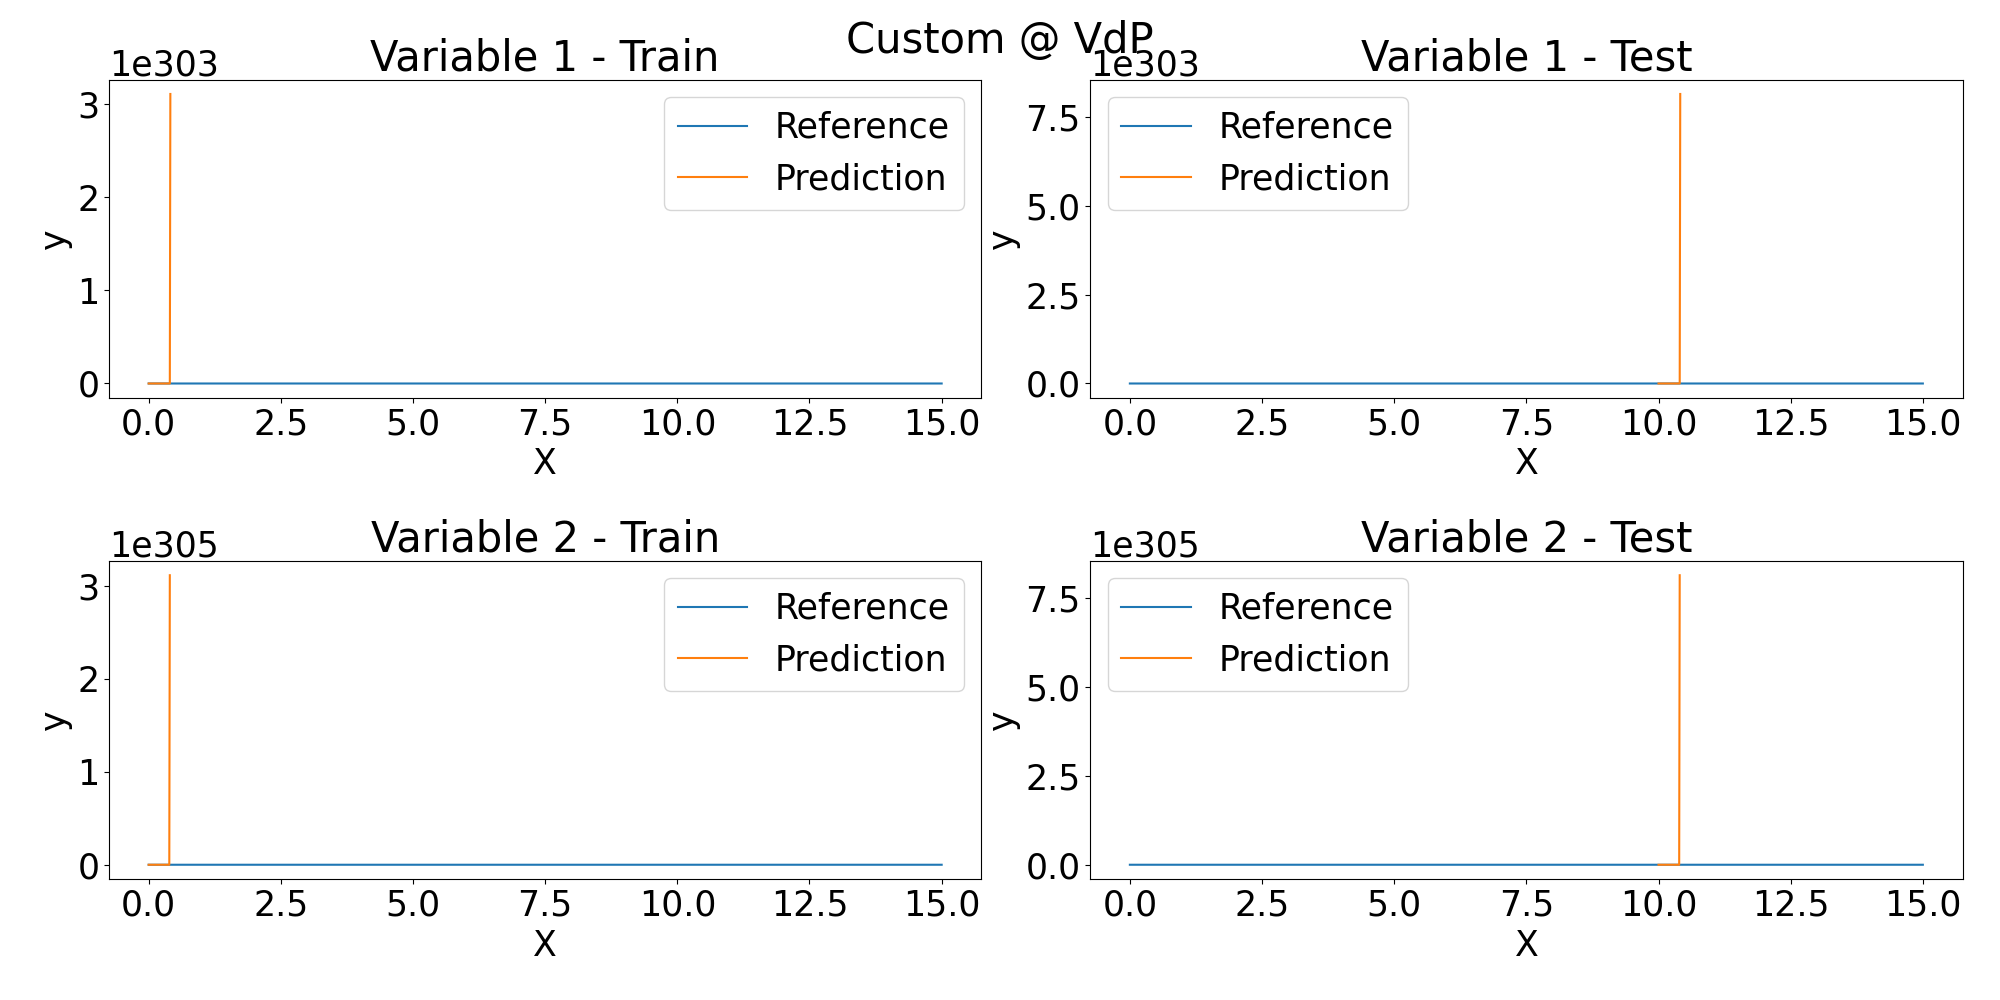 Custom @ VdP
Variable 1 - Train
1e303
3
2
1
0
y
Reference
Prediction
0.0 2.5 5.0 7.5 10.0 12.5 15.0
X
Variable 1 - Test
1e303
7.5
5.0
2.5
0.0
y
Reference
Prediction
0.0 2.5 5.0 7.5 10.0 12.5 15.0
X
Variable 2 - Train
1e305
3
2
1
0
y
Reference
Prediction
0.0 2.5 5.0 7.5 10.0 12.5 15.0
X
Variable 2 - Test
1e305
7.5
5.0
2.5
0.0
y
Reference
Prediction
0.0 2.5 5.0 7.5 10.0 12.5 15.0
X